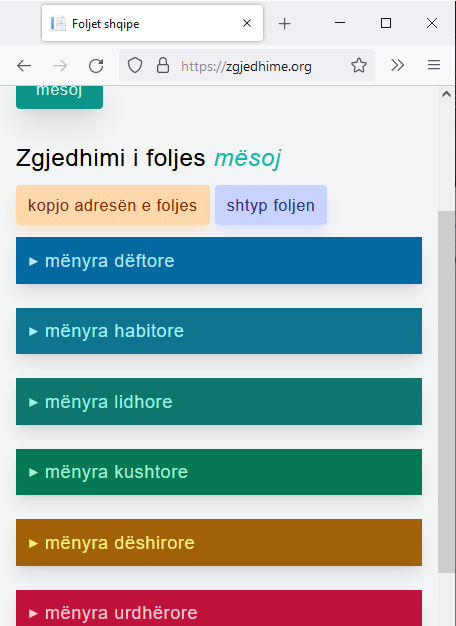 Foljet shqipe
https://zgjedhime.org
mësoj
Zgjedhimi i foljes mësoj
kopjo adresën e foljes
shtyp foljen
▸ mënyra dëftore
▸ mënyra habitore
▸ mënyra lidhore
▸ mënyra kushtore
▸ mënyra dëshirore
▸ mënyra urdhërore